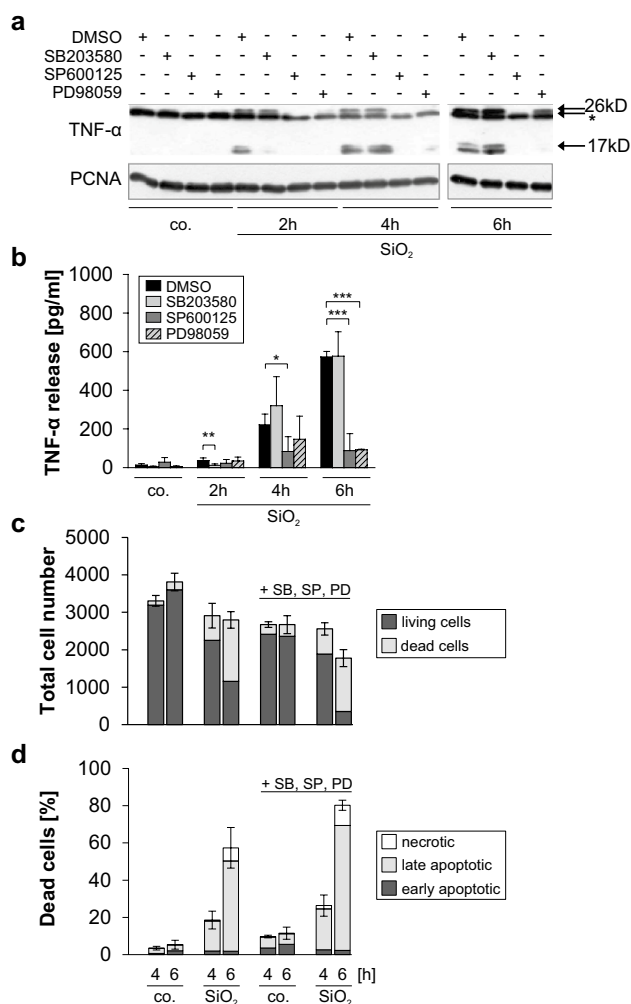 a
DMSO + - - - + - - - + - - - + - - -
SB203580 - + - - - + - - - + - - - + - -
SP600125 - - + - - - + - - - + - - - + -
PD98059 - - - + - - - + - - - + - - - +
26kD
*
TNF-α
17kD
PCNA
co. 2h 4h 6h
SiO2
b
TNF-α release [pg/ml]
1000
800
600
400
200
0
DMSO
SB203580
SP600125
PD98059
**
*
***
***
co. 2h 4h 6h
SiO2
c
Total cell number
5000
4000
3000
2000
1000
0
+ SB, SP, PD
living cells
dead cells
d
Dead cells [%]
100
80
60
40
20
0
+ SB, SP, PD
necrotic
late apoptotic
early apoptotic
4 6 4 6 4 6 4 6 [h]
co. SiO2 co. SiO2